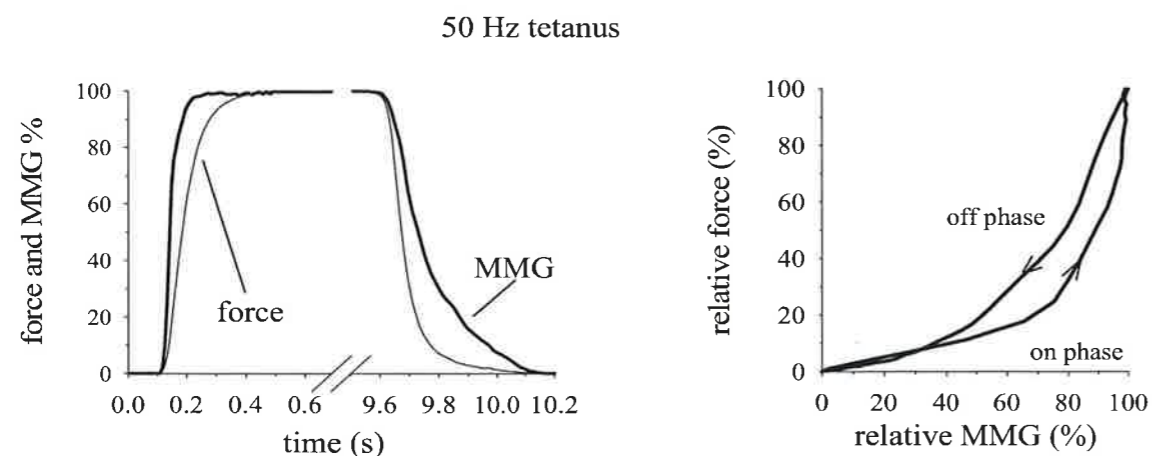 50 Hz tetanus
force and MMG %
100
80
60
40
20
0
force
MMG
0.0 0.2 0.4 0.6 9.6 9.8 10.0 10.2
time (s)
relative force (%)
100
80
60
40
20
0
off phase
on phase
0 20 40 60 80 100
relative MMG (%)